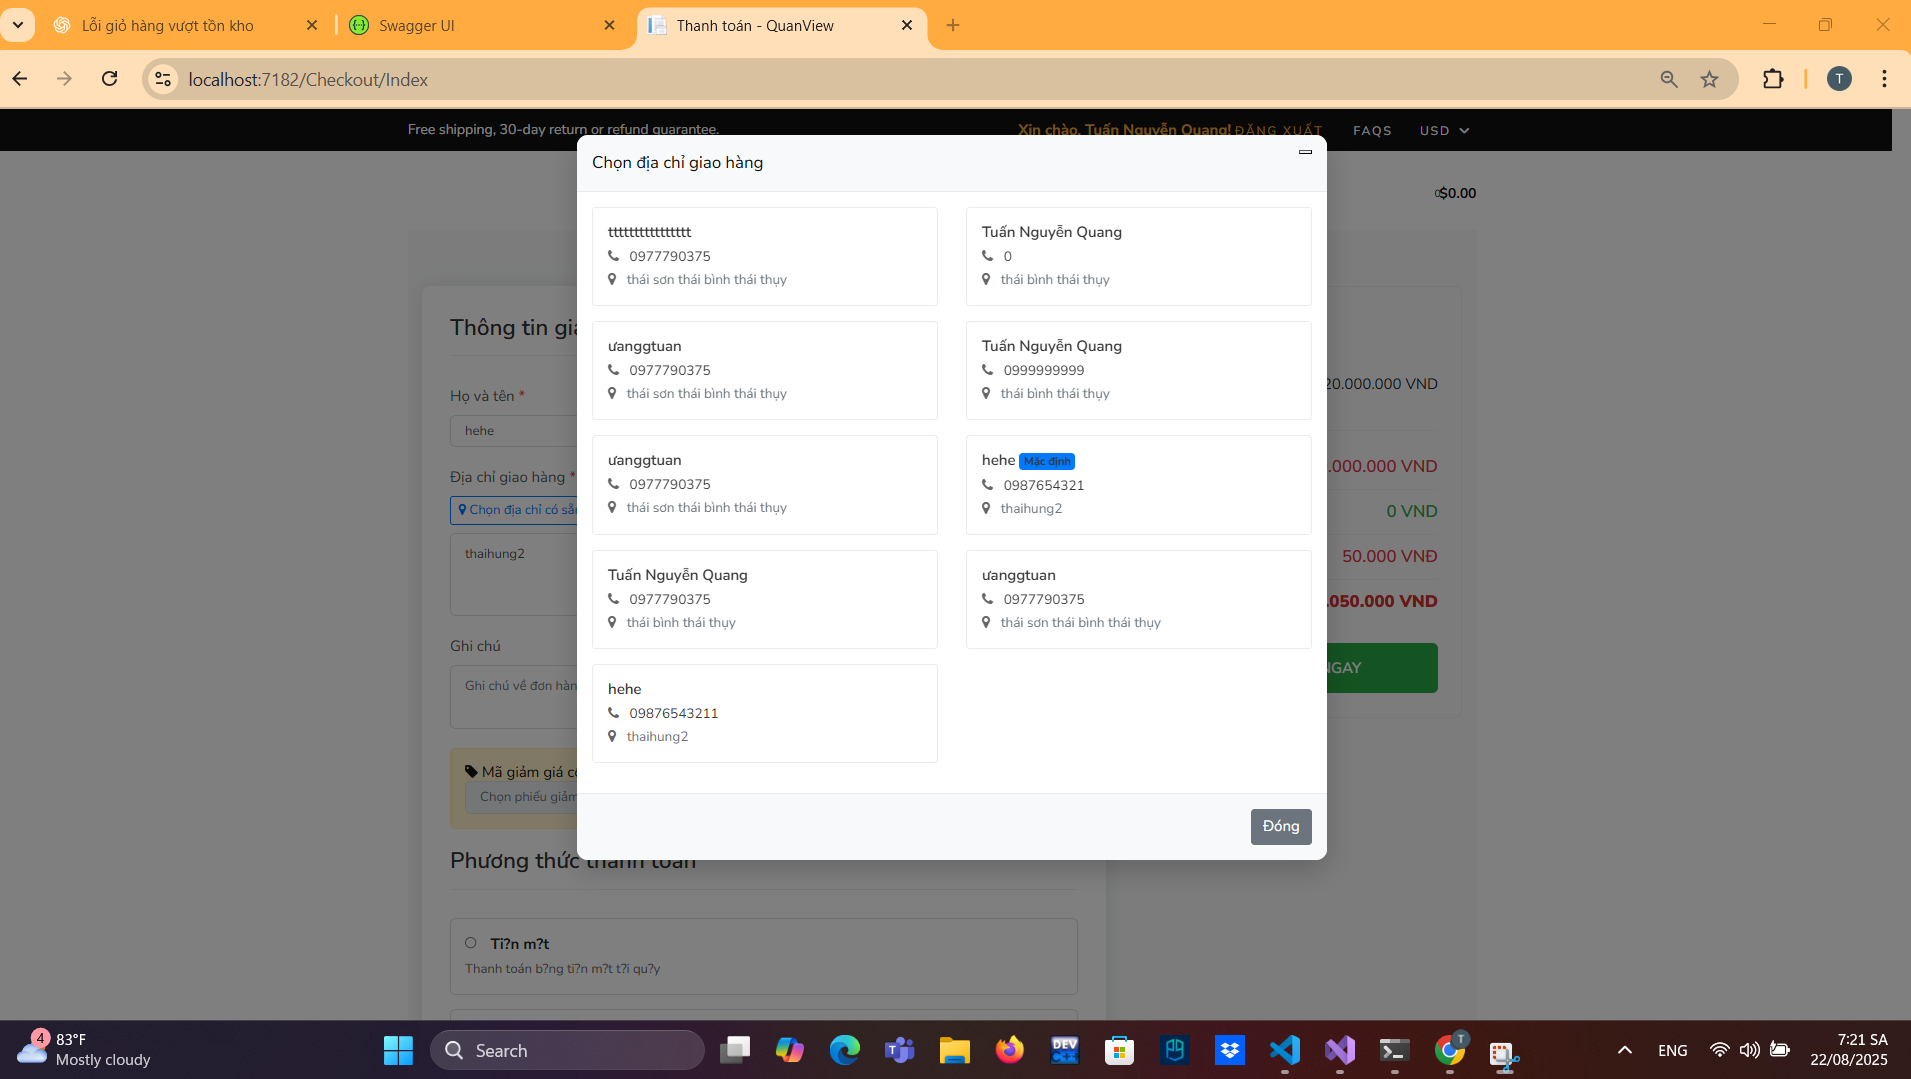 Lỗi giỏ hàng vượt tồn kho
Swagger UI
Thanh toán - QuanView
localhost:7182/Checkout/Index
T
Free shipping, 30-day return or refund guarantee.
Xin chào, Tuấn Nguyễn Quang! ĐĂNG XUẤT
FAQS
USD
0
$0.00
Chọn địa chỉ giao hàng
tttttttttttttttt
0977790375
thái sơn thái bình thái thụy
Tuấn Nguyễn Quang
0
thái bình thái thụy
ưanggtuan
0977790375
thái sơn thái bình thái thụy
Tuấn Nguyễn Quang
0999999999
thái bình thái thụy
ưanggtuan
0977790375
thái sơn thái bình thái thụy
hehe Mặc định
0987654321
thaihung2
Tuấn Nguyễn Quang
0977790375
thái bình thái thụy
ưanggtuan
0977790375
thái sơn thái bình thái thụy
hehe
09876543211
thaihung2
Đóng
Thông tin gia
Họ và tên *
hehe
Địa chỉ giao hàng *
Chọn địa chỉ có sẵ
thaihung2
Ghi chú
Ghi chú về đơn hàn
Mã giảm giá c
Chọn phiếu giảm
Phương thức thanh toán
Ti?n m?t
Thanh toán b?ng ti?n m?t t?i qu?y
20.000.000 VND
.000.000 VND
0 VND
50.000 VNĐ
.050.000 VND
NGAY
4
83°F
Mostly cloudy
Search
DEV
C++
T
ENG
7:21 SA
22/08/2025